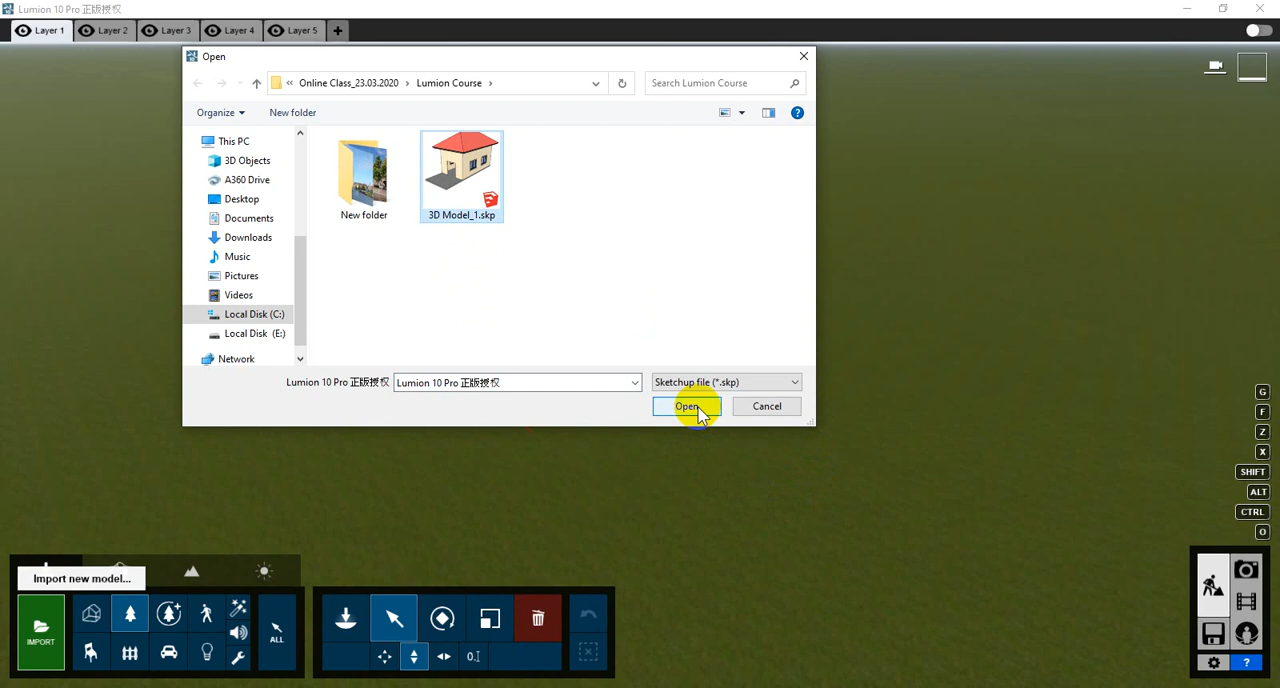 Lumion 10 Pro 正版授权
Layer 1
Layer 2
Layer 3
Layer 4
Layer 5
+
Open
« Online Class_23.03.2020 › Lumion Course ›
Search Lumion Course
Organize
New folder
?
This PC
3D Objects
A360 Drive
Desktop
Documents
Downloads
Music
Pictures
Videos
Local Disk (C:)
Local Disk (E:)
Network
New folder
3D Model_1.skp
Lumion 10 Pro 正版授权
Lumion 10 Pro 正版授权
Sketchup file (*.skp)
Open
Cancel
G
F
Z
X
SHIFT
ALT
CTRL
O
Import new model...
IMPORT
ALL
?